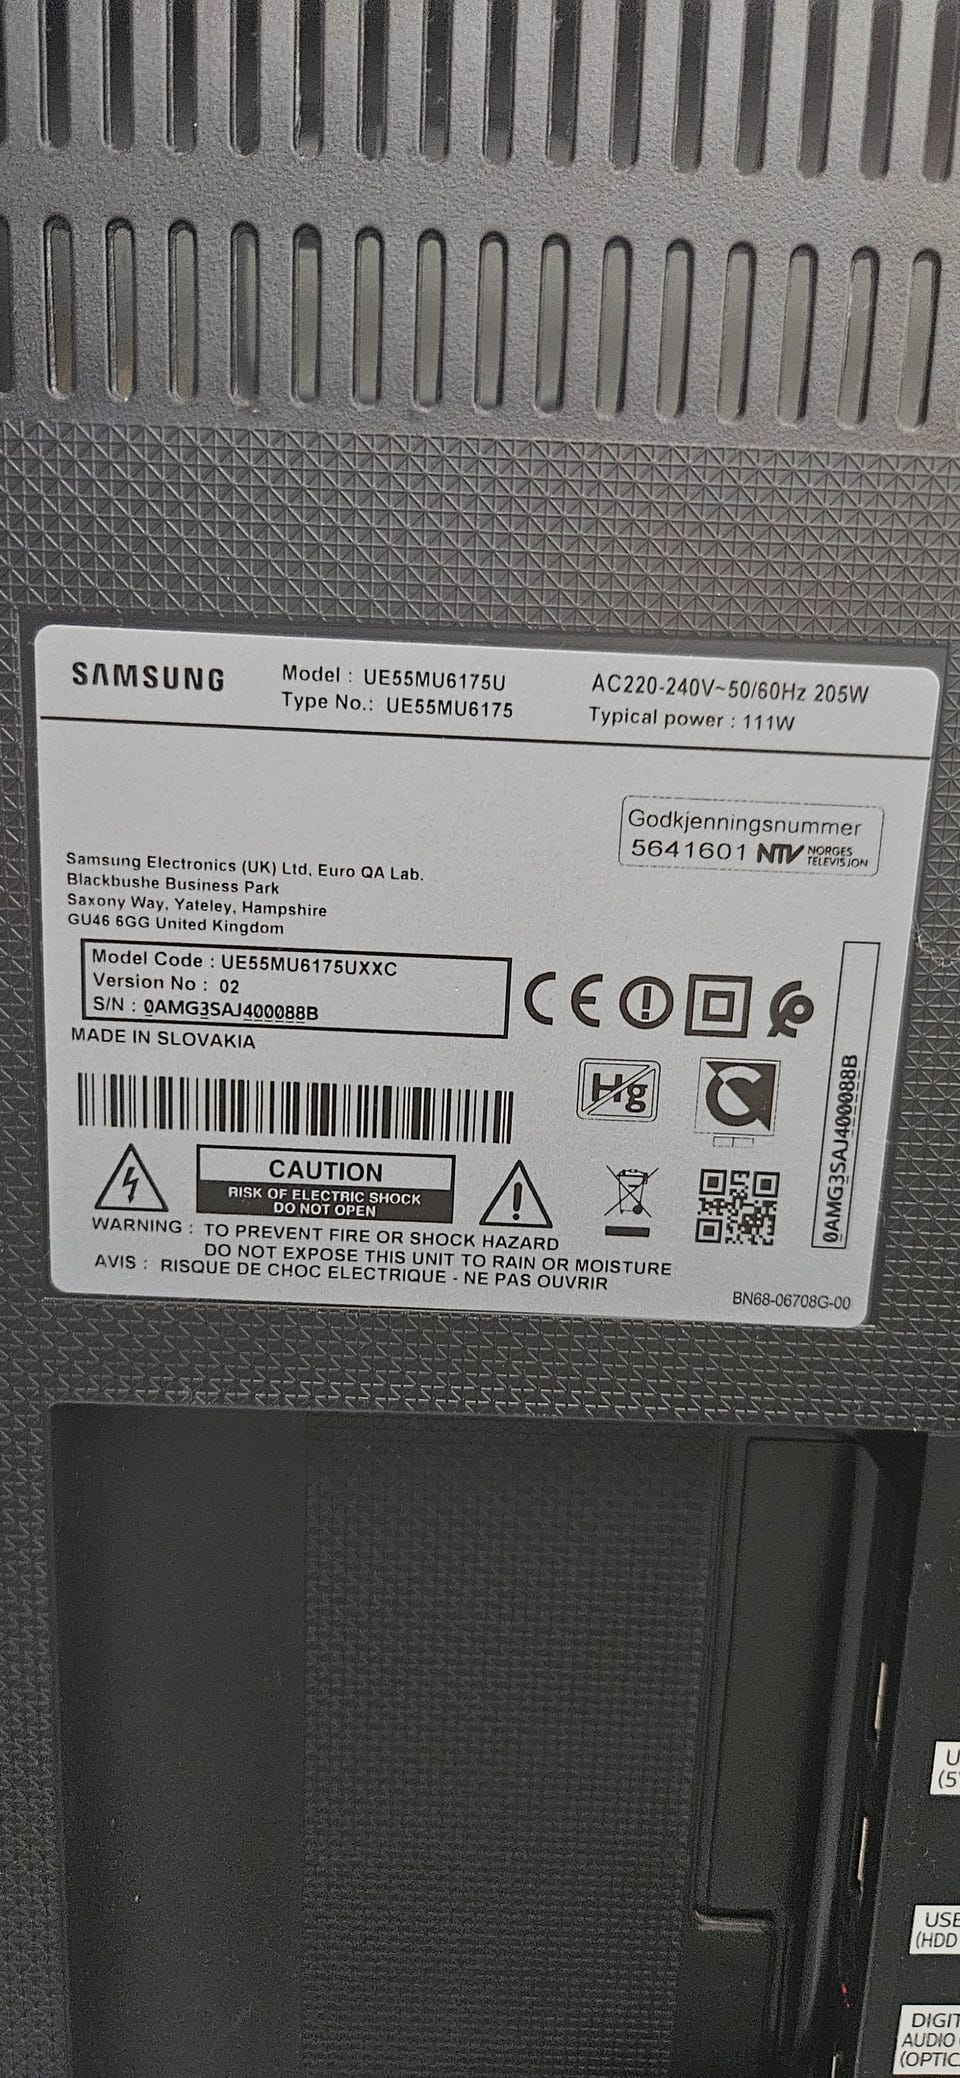 SAMSUNG
Model : UE55MU6175U
Type No.: UE55MU6175
AC220-240V~50/60Hz 205W
Typical power : 111W
Godkjenningsnummer
5641601 NTV NORGES TELEVISJON
Samsung Electronics (UK) Ltd, Euro QA Lab.
Blackbushe Business Park
Saxony Way, Yateley, Hampshire
GU46 6GG United Kingdom
Model Code : UE55MU6175UXXC
Version No : 02
S/N : 0AMG3SAJ400088B
MADE IN SLOVAKIA
CE
Hg
0AMG3SAJ400088B
CAUTION
RISK OF ELECTRIC SHOCK
DO NOT OPEN
WARNING : TO PREVENT FIRE OR SHOCK HAZARD
DO NOT EXPOSE THIS UNIT TO RAIN OR MOISTURE
AVIS : RISQUE DE CHOC ELECTRIQUE - NE PAS OUVRIR
BN68-06708G-00
USB
(HDD
AUDIO